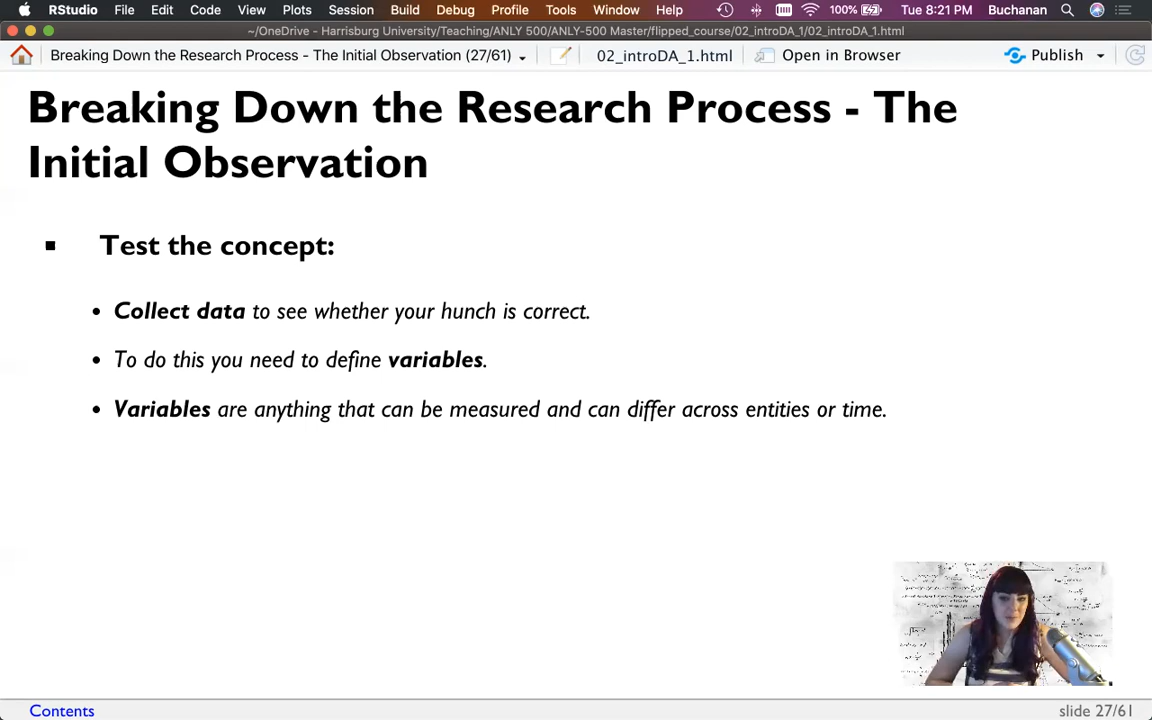 RStudio File Edit Code View Plots Session Build Debug Profile Tools Window Help 100% Tue 8:21 PM Buchanan
~/OneDrive - Harrisburg University/Teaching/ANLY 500/ANLY-500 Master/flipped_course/02_introDA_1/02_introDA_1.html
Breaking Down the Research Process - The Initial Observation (27/61) 02_introDA_1.html Open in Browser Publish
Breaking Down the Research Process - The
Initial Observation
Test the concept:
• Collect data to see whether your hunch is correct.
• To do this you need to define variables.
• Variables are anything that can be measured and can differ across entities or time.
Contents slide 27/61